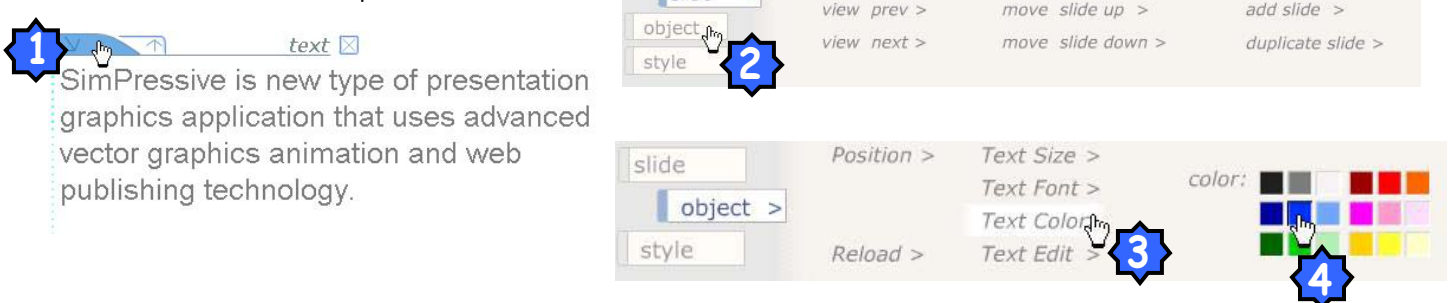 1
text
SimPressive is new type of presentation
graphics application that uses advanced
vector graphics animation and web
publishing technology.
object
style
2
view prev >
view next >
move slide up >
move slide down >
add slide >
duplicate slide >
slide
object >
style
Position >
Reload >
Text Size >
Text Font >
Text Color
Text Edit >
3
color:
4